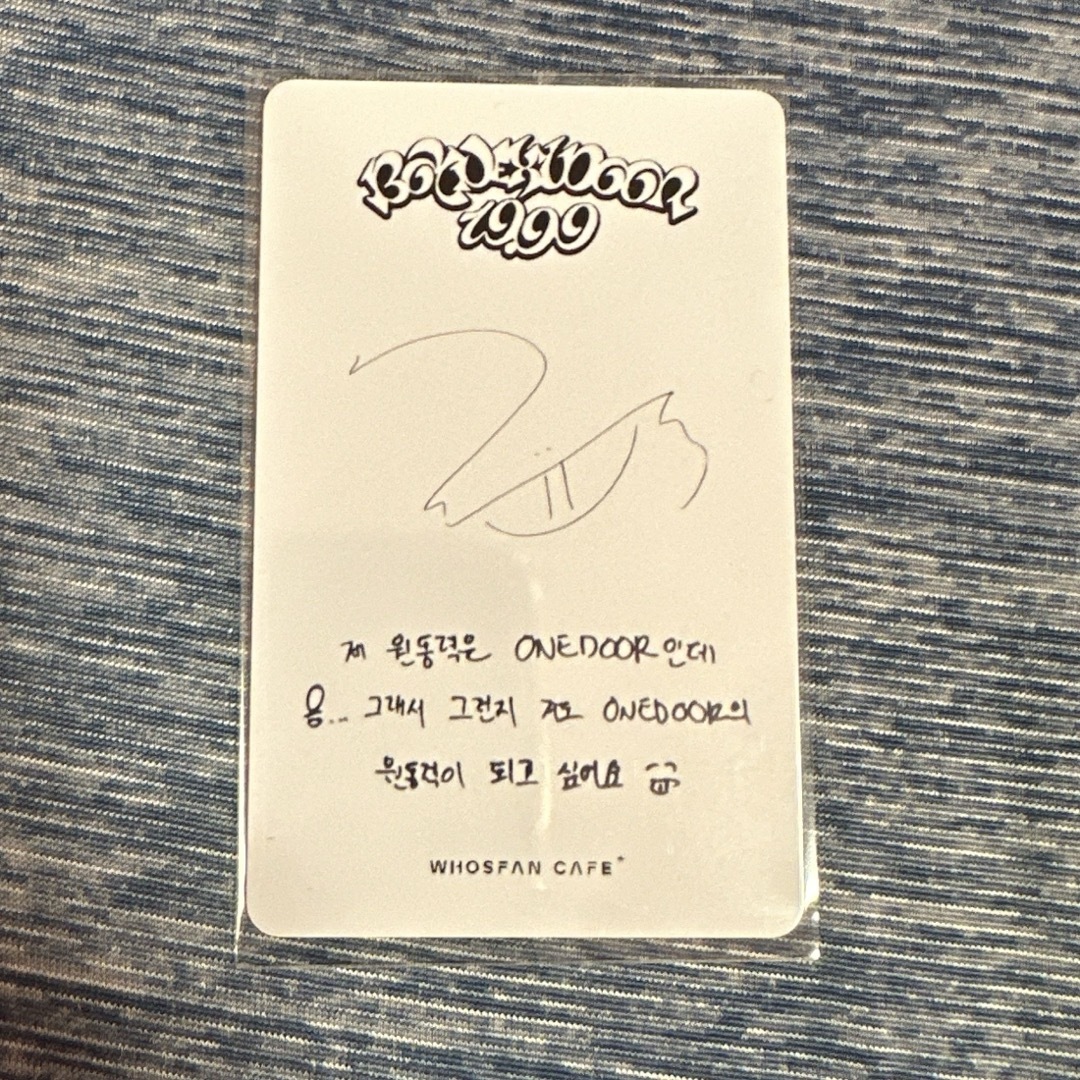 BOYNEXTDOOR
19.99
제 원동력은 ONEDOOR인데
용... 그래서 그런지 저도 ONEDOOR의
원동력이 되고 싶어요
WHOSFAN CAFE*